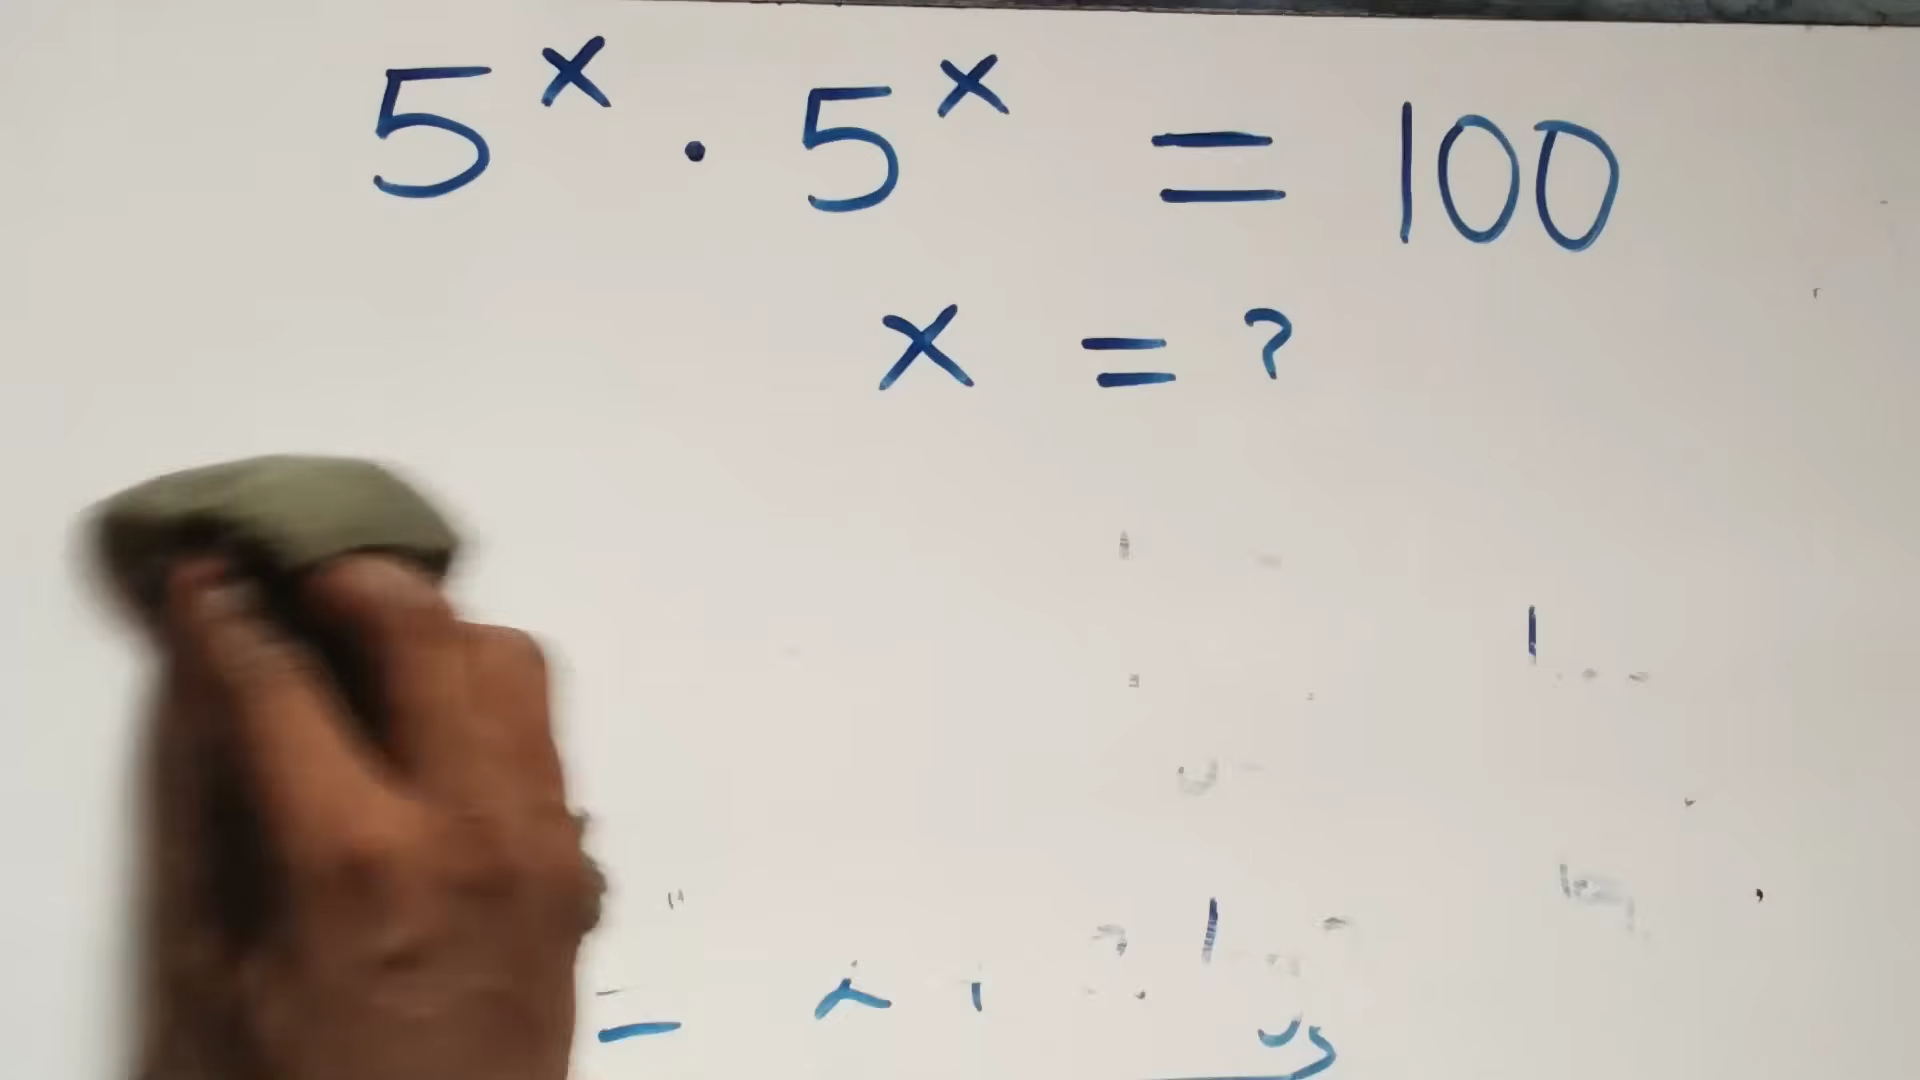 5ˣ · 5ˣ = 100
x = ?